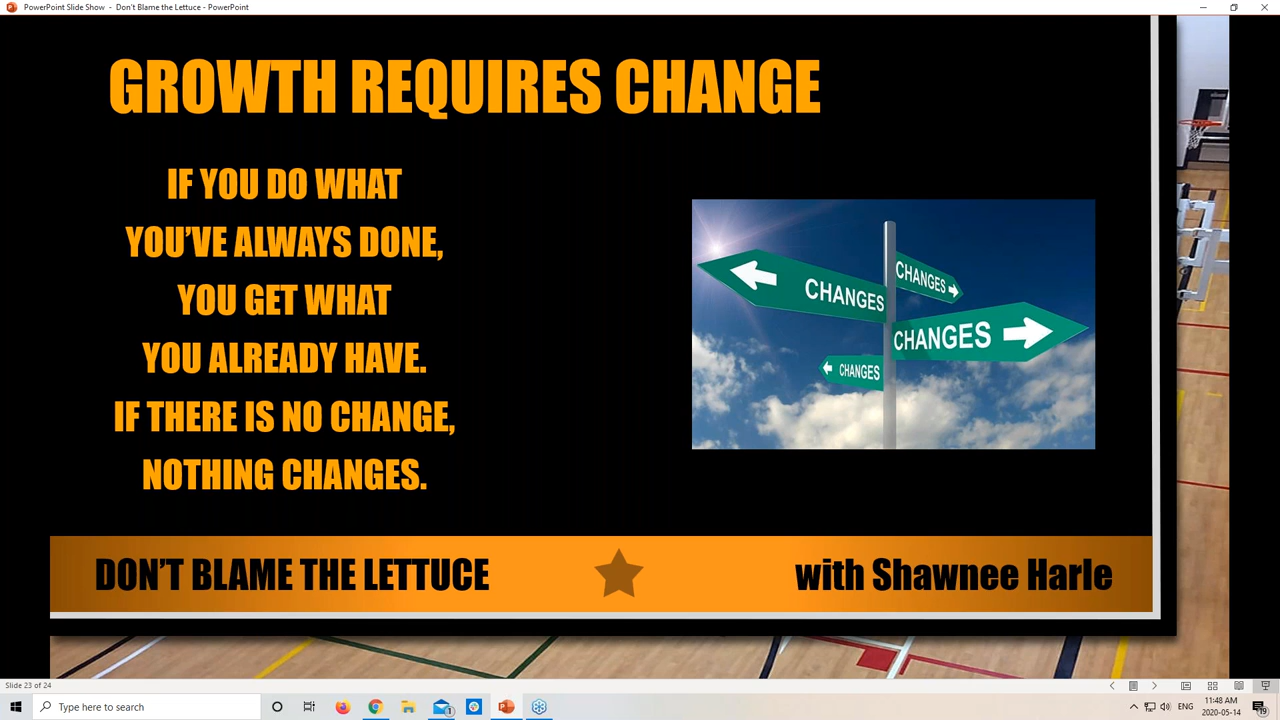 PowerPoint Slide Show - Don't Blame the Lettuce - PowerPoint
GROWTH REQUIRES CHANGE
IF YOU DO WHAT
YOU'VE ALWAYS DONE,
YOU GET WHAT
YOU ALREADY HAVE.
IF THERE IS NO CHANGE,
NOTHING CHANGES.
CHANGES
CHANGES
CHANGES
CHANGES
DON'T BLAME THE LETTUCE
with Shawnee Harle
Slide 23 of 24
Type here to search
1
ENG
11:48 AM
2020-05-14
19